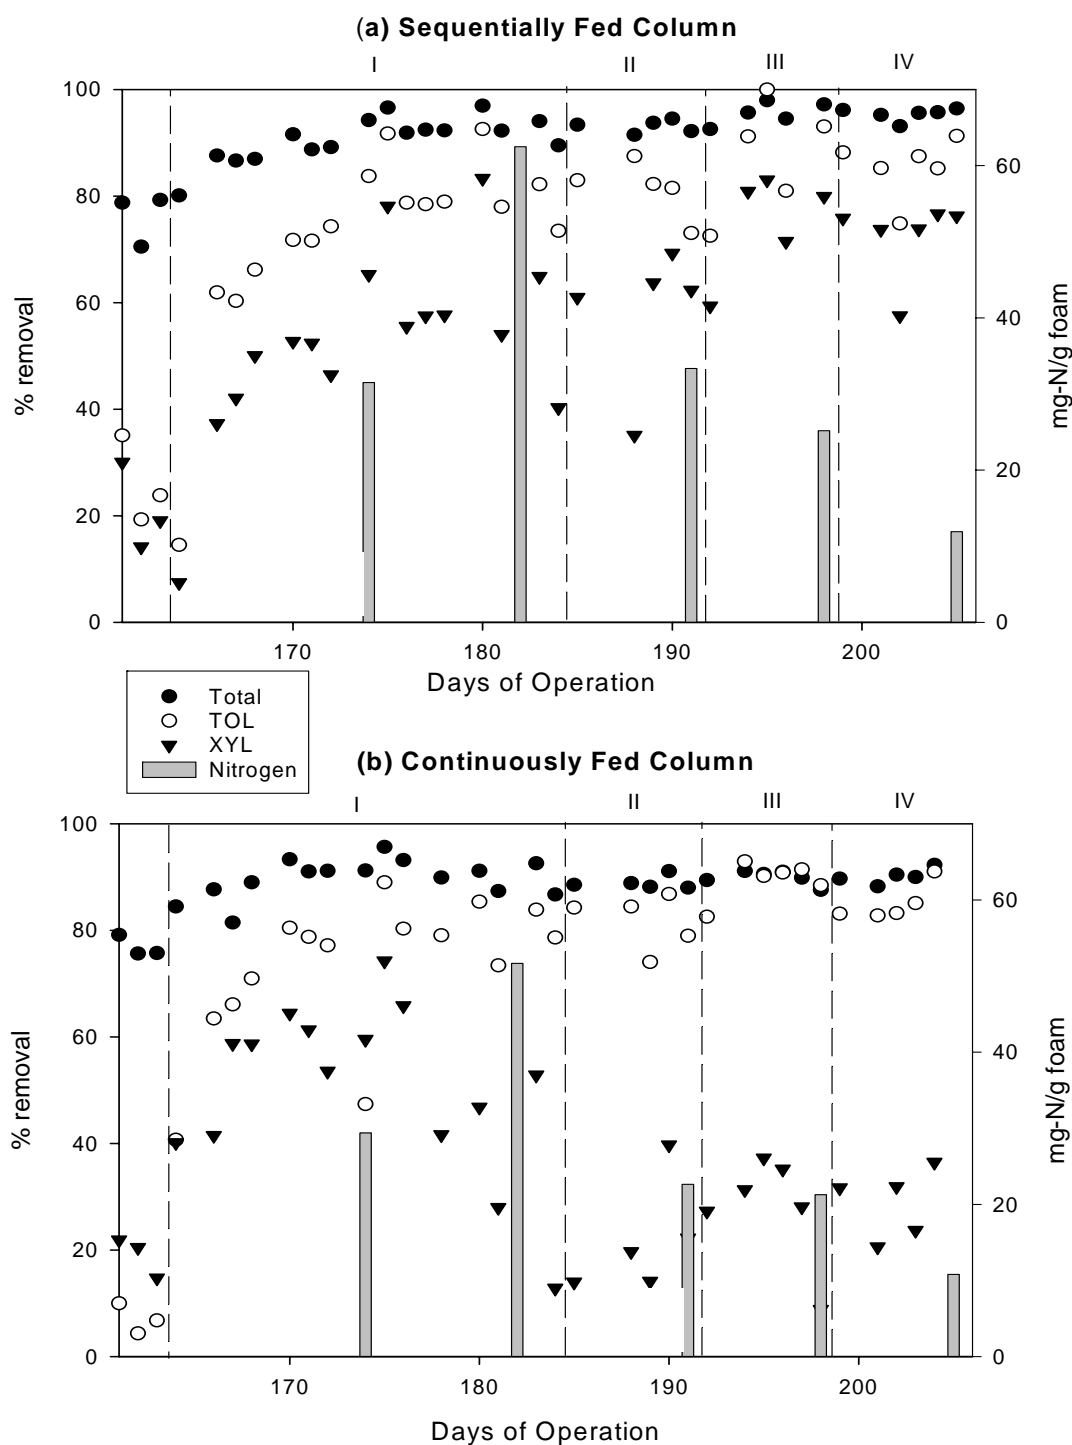 (a) Sequentially Fed Column
I II III IV
100
80
60
40
20
0
60
40
20
0
% removal
mg-N/g foam
170 180 190 200
Days of Operation
Total
TOL
XYL
Nitrogen
(b) Continuously Fed Column
I II III IV
100
80
60
40
20
0
60
40
20
0
% removal
mg-N/g foam
170 180 190 200
Days of Operation